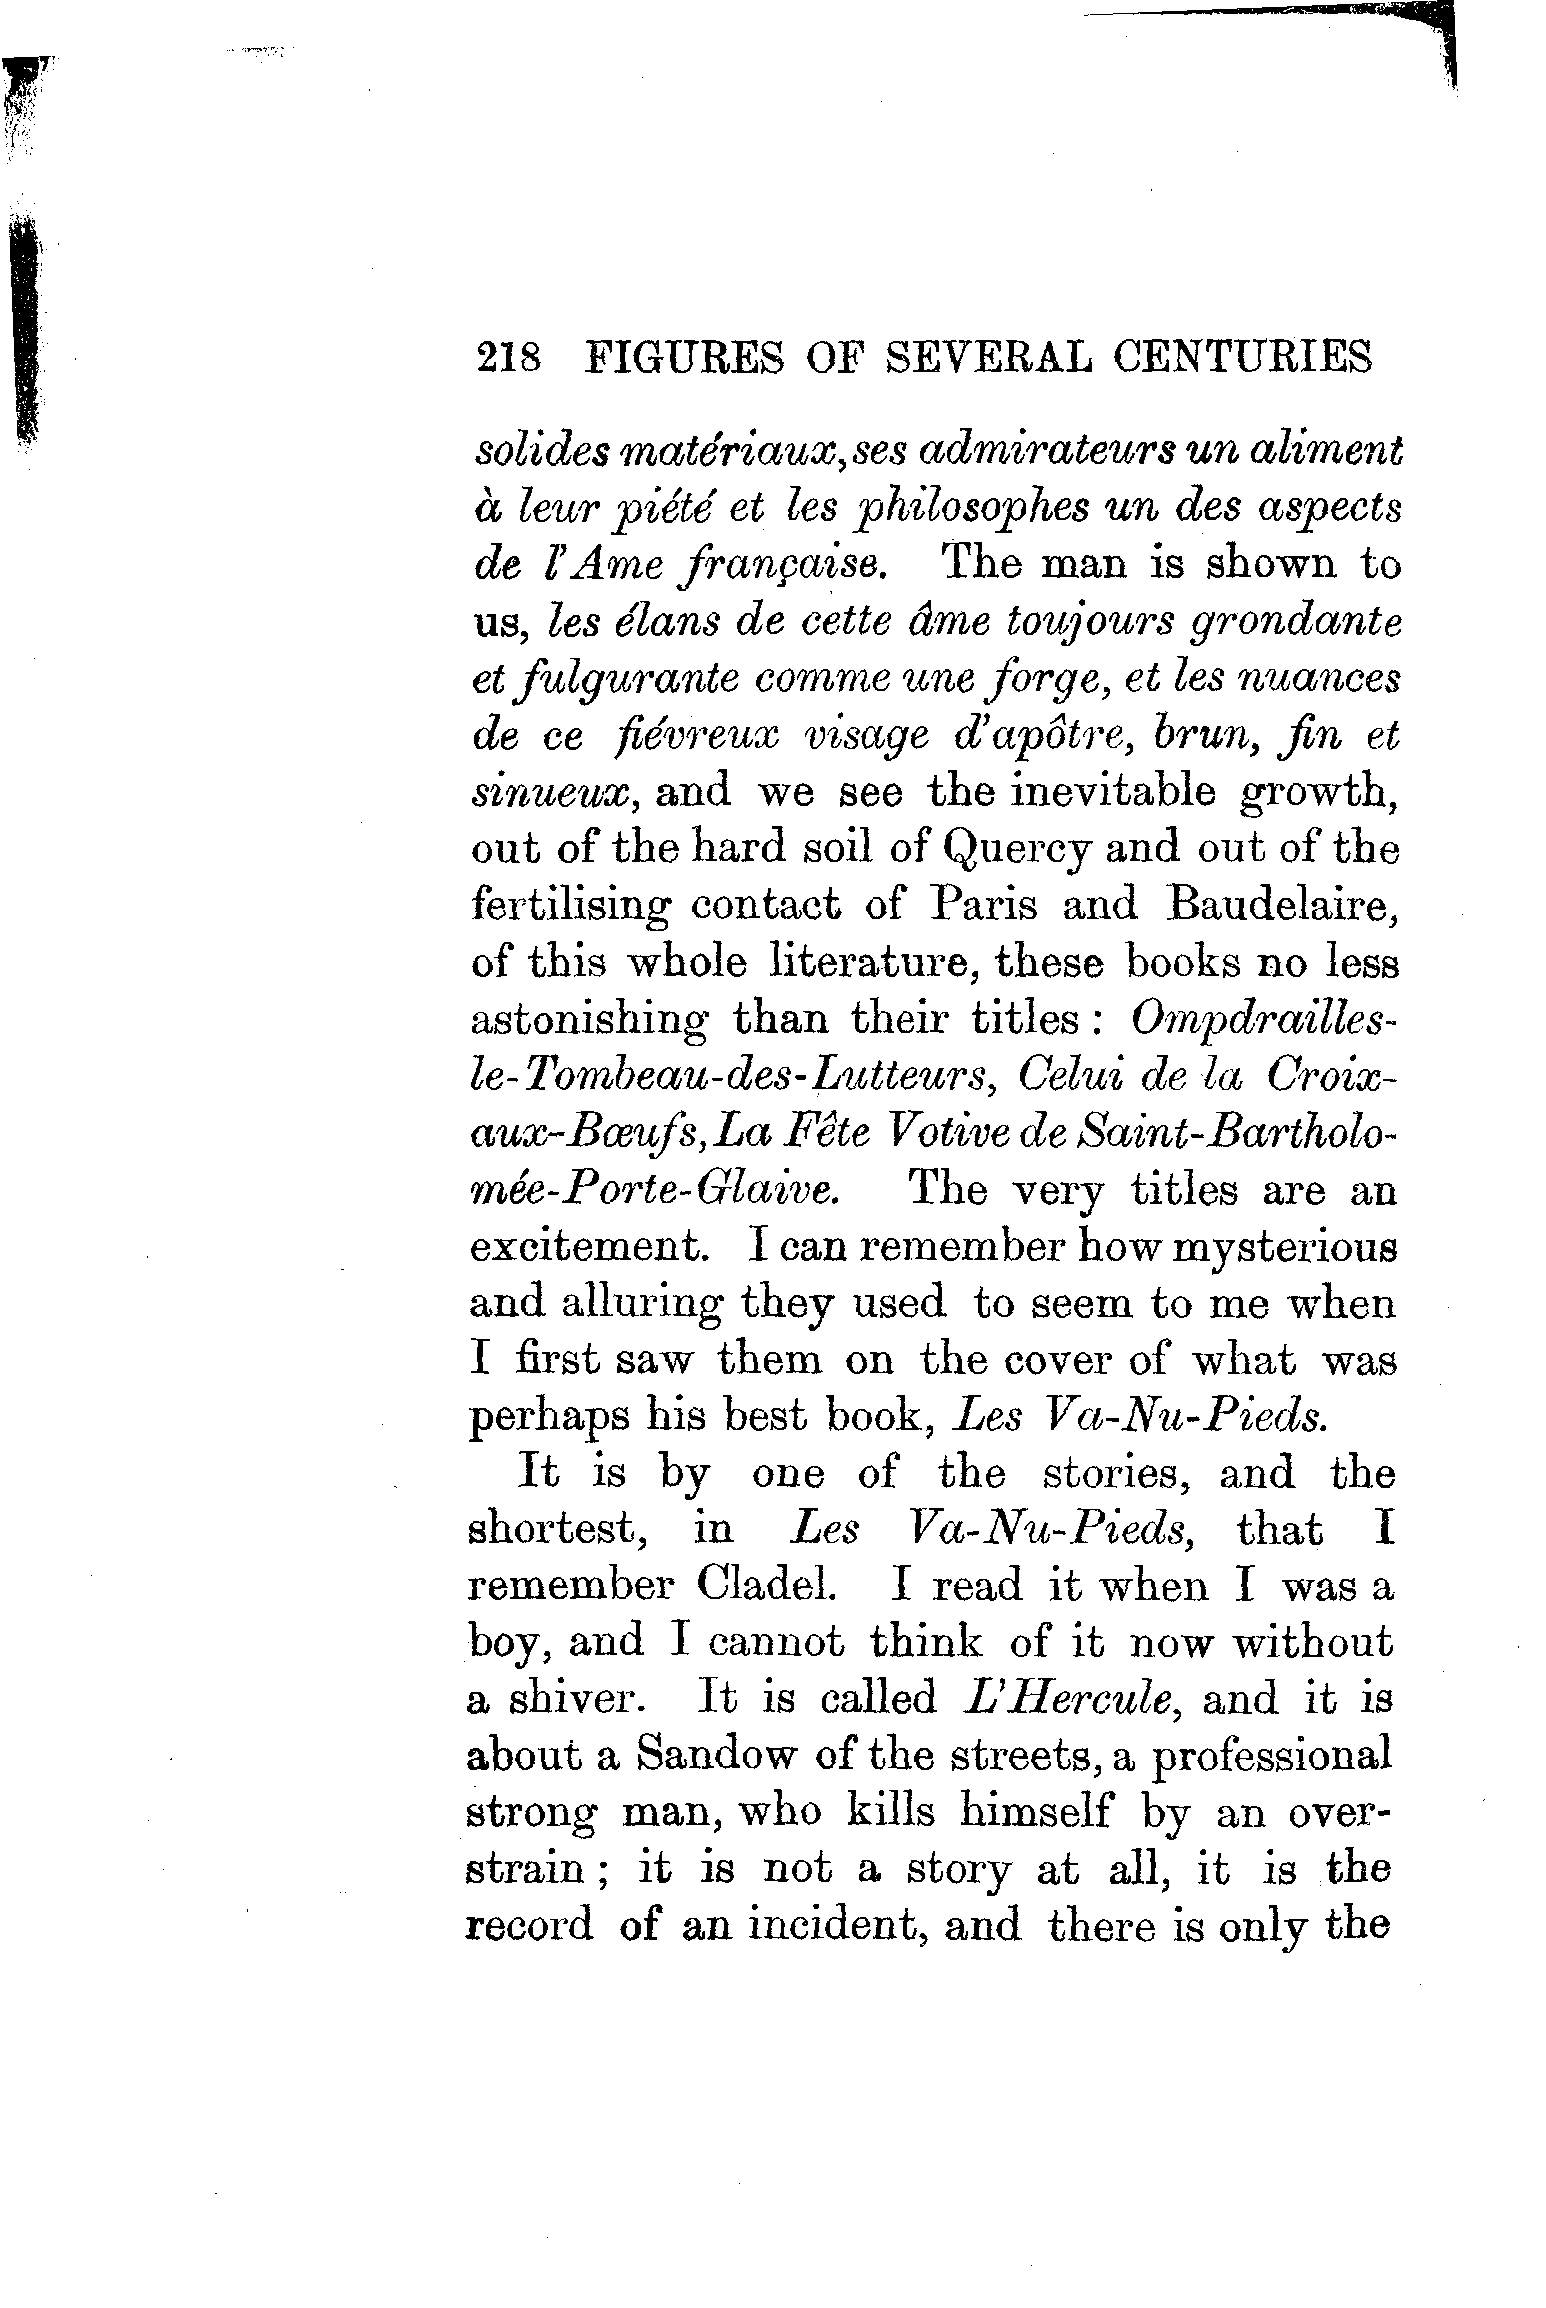 218 FIGURES OF SEVERAL CENTURIES
solides matériaux, ses admirateurs un aliment
à leur piété et les philosophes un des aspects
de l'Ame française. The man is shown to
us, les élans de cette âme toujours grondante
et fulgurante comme une forge, et les nuances
de ce fiévreux visage d'apôtre, brun, fin et
sinueux, and we see the inevitable growth,
out of the hard soil of Quercy and out of the
fertilising contact of Paris and Baudelaire,
of this whole literature, these books no less
astonishing than their titles : Ompdrailles-
le-Tombeau-des-Lutteurs, Celui de la Croix-
aux-Bœufs, La Fête Votive de Saint-Bartholo-
mée-Porte-Glaive. The very titles are an
excitement. I can remember how mysterious
and alluring they used to seem to me when
I first saw them on the cover of what was
perhaps his best book, Les Va-Nu-Pieds.
It is by one of the stories, and the
shortest, in Les Va-Nu-Pieds, that I
remember Cladel. I read it when I was a
boy, and I cannot think of it now without
a shiver. It is called L'Hercule, and it is
about a Sandow of the streets, a professional
strong man, who kills himself by an over-
strain ; it is not a story at all, it is the
record of an incident, and there is only the